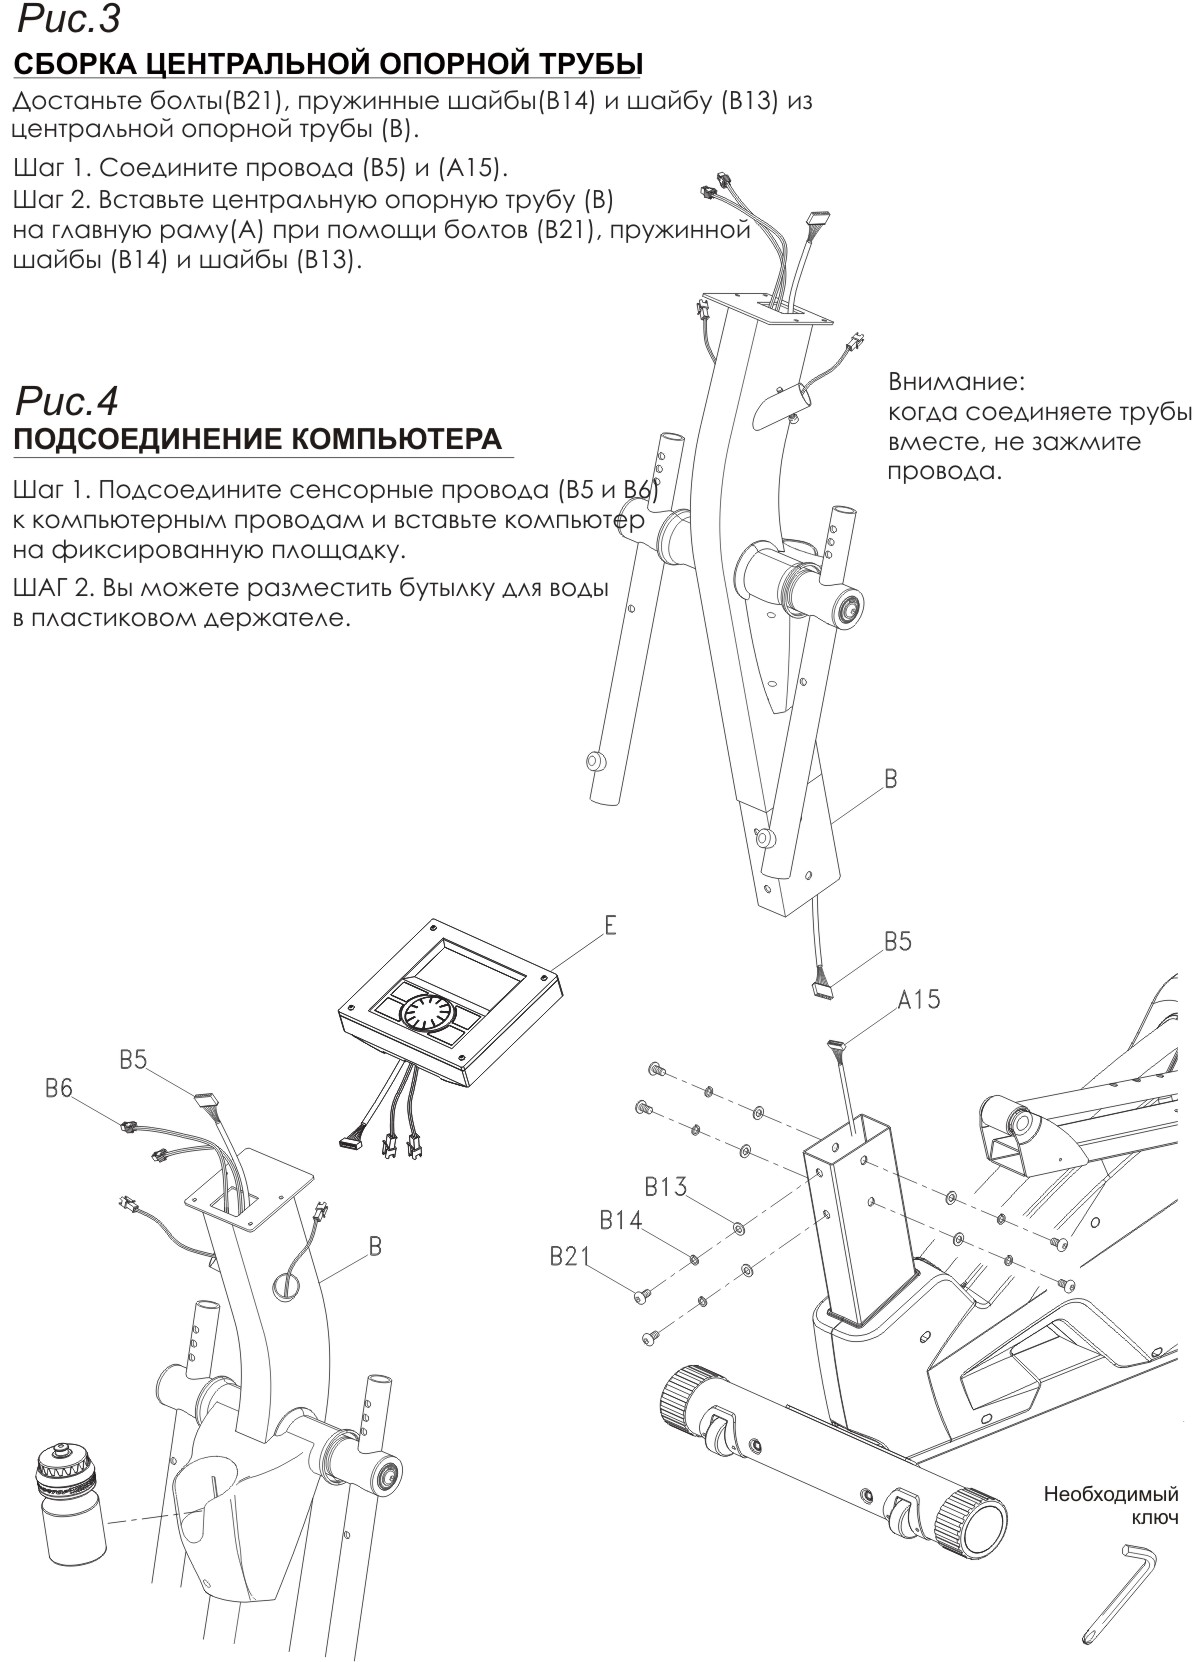 Рис.3
СБОРКА ЦЕНТРАЛЬНОЙ ОПОРНОЙ ТРУБЫ
Достаньте болты(B21), пружинные шайбы(B14) и шайбу (B13) из
центральной опорной трубы (B).
Шаг 1. Соедините провода (B5) и (A15).
Шаг 2. Вставьте центральную опорную трубу (B)
на главную раму(A) при помощи болтов (B21), пружинной
шайбы (B14) и шайбы (B13).
Внимание:
когда соединяете трубы
вместе, не зажмите
провода.
Рис.4
ПОДСОЕДИНЕНИЕ КОМПЬЮТЕРА
Шаг 1. Подсоедините сенсорные провода (B5 и B6)
к компьютерным проводам и вставьте компьютер
на фиксированную площадку.
ШАГ 2. Вы можете разместить бутылку для воды
в пластиковом держателе.
B
E
B5
A15
B5
B6
B13
B14
B21
B
Необходимый
ключ